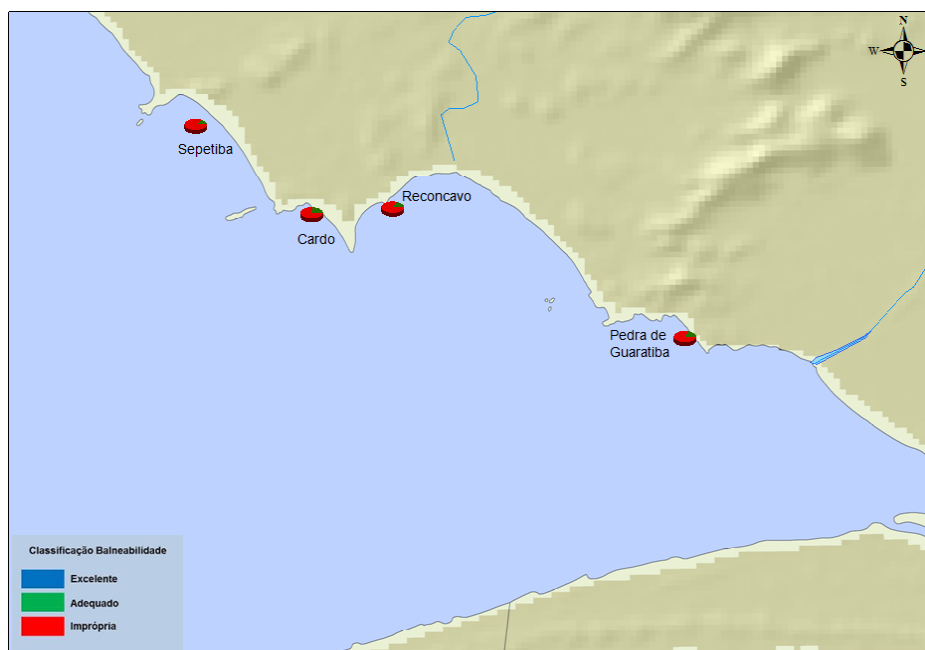 N
W
S
Sepetiba
Reconcavo
Cardo
Pedra de
Guaratiba
Classificação Balneabilidade
Excelente
Adequado
Imprópria